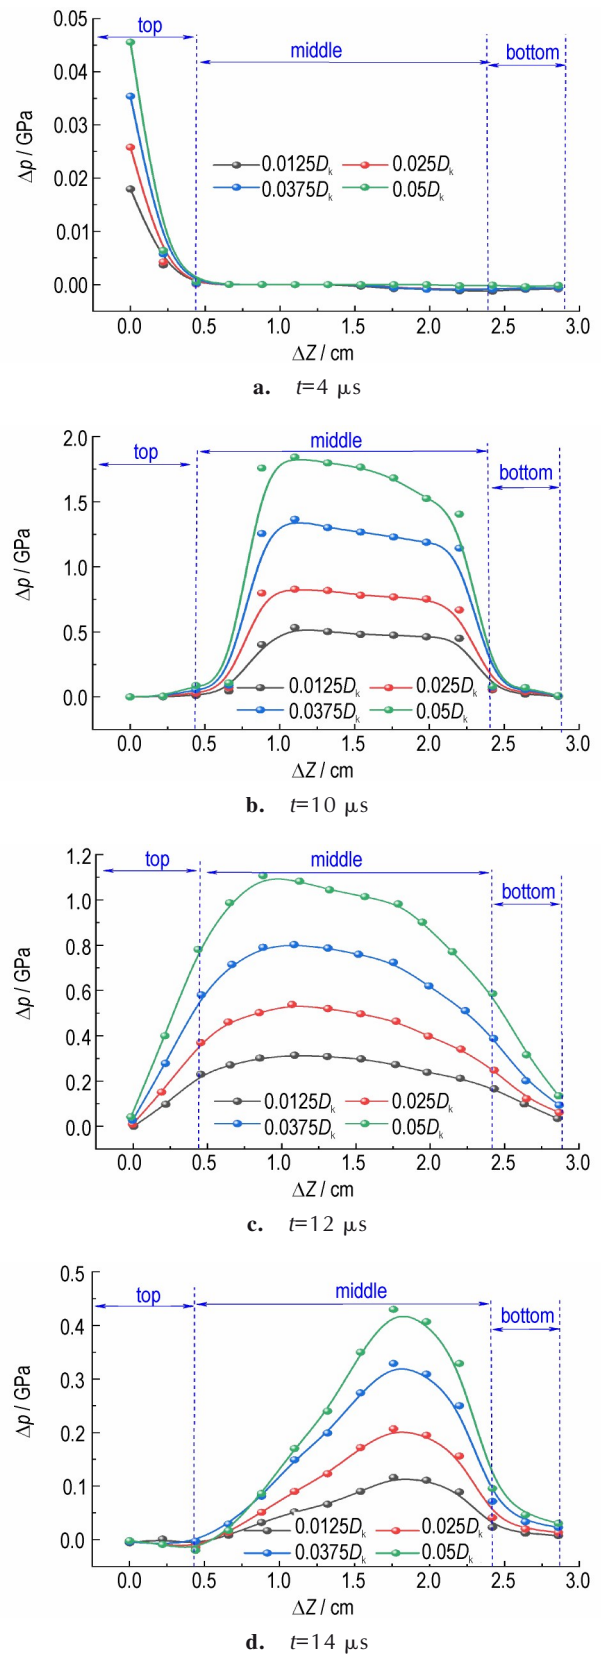 0.05
top
middle
bottom
0.04
0.03
0.02
0.01
0.00
Δp / GPa
0.0125Dk 0.025Dk
0.0375Dk 0.05Dk
0.0 0.5 1.0 1.5 2.0 2.5 3.0
ΔZ / cm
a. t=4 μs
2.0
top
middle
bottom
1.5
1.0
0.5
0.0
Δp / GPa
0.0125Dk 0.025Dk
0.0375Dk 0.05Dk
0.0 0.5 1.0 1.5 2.0 2.5 3.0
ΔZ / cm
b. t=10 μs
1.2
top
middle
bottom
1.0
0.8
0.6
0.4
0.2
0.0
Δp / GPa
0.0125Dk 0.025Dk
0.0375Dk 0.05Dk
0.0 0.5 1.0 1.5 2.0 2.5 3.0
ΔZ / cm
c. t=12 μs
0.5
top
middle
bottom
0.4
0.3
0.2
0.1
0.0
Δp / GPa
0.0125Dk 0.025Dk
0.0375Dk 0.05Dk
0.0 0.5 1.0 1.5 2.0 2.5 3.0
ΔZ / cm
d. t=14 μs